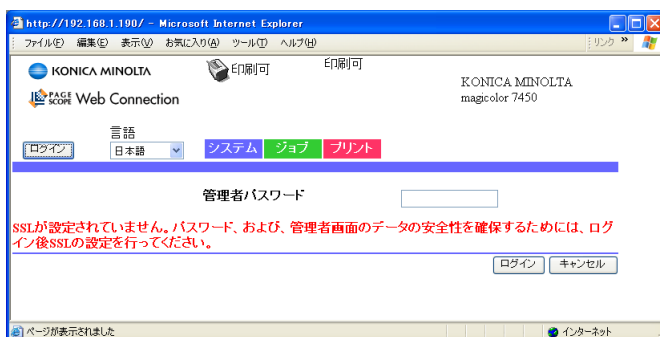 http://192.168.1.190/ - Microsoft Internet Explorer
ファイル(F) 編集(E) 表示(V) お気に入り(A) ツール(T) ヘルプ(H) リンク »
KONICA MINOLTA 印刷可 印刷可
KONICA MINOLTA
magicolor 7450
PAGE SCOPE Web Connection
言語
ログイン 日本語 システム ジョブ プリント
管理者パスワード
SSLが設定されていません。パスワード、および、管理者画面のデータの安全性を確保するためには、ログ
イン後SSLの設定を行ってください。
ログイン キャンセル
ページが表示されました インターネット